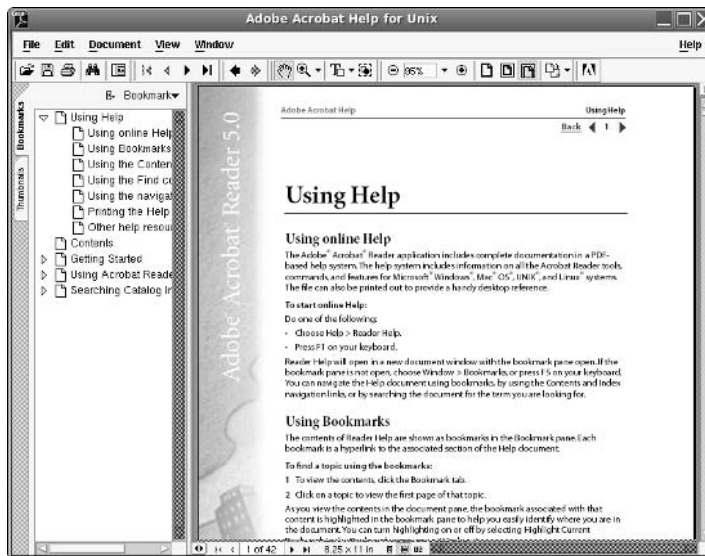 Adobe Acrobat Help for Unix
File Edit Document View Window Help
95%
Bookmark
Bookmarks
Thumbnails
Using Help
Using online Help
Using Bookmarks
Using the Conten
Using the Find co
Using the navigat
Printing the Help
Other help resou
Contents
Getting Started
Using Acrobat Reade
Searching Catalog In
Adobe Acrobat Reader 5.0
Adobe Acrobat Help Using Help
Back 1
Using Help
Using online Help
The Adobe® Acrobat® Reader application includes complete documentation in a PDF-
based help system. The help system includes information on all the Acrobat Reader tools,
commands, and features for Microsoft® Windows®, Mac® OS®, UNIX®, and Linux® systems.
The file can also be printed out to provide a handy desktop reference.
To start online Help:
Do one of the following:
• Choose Help > Reader Help.
• Press F1 on your keyboard.
Reader Help will open in a new document window with the bookmark pane open. If the
bookmark pane is not open, choose Window > Bookmarks, or press F5 on your keyboard.
You can navigate the Help document using bookmarks, by using the Contents and Index
navigation links, or by searching the document for the term you are looking for.
Using Bookmarks
The contents of Reader Help are shown as bookmarks in the Bookmark pane. Each
bookmark is a hyperlink to the associated section of the Help document.
To find a topic using the bookmarks:
1 To view the contents, click the Bookmark tab.
2 Click on a topic to view the first page of that topic.
As you view the contents in the document pane, the bookmark associated with that
content is highlighted in the bookmark pane to help you easily identify where you are in
the document. You can turn highlighting on or off by selecting Highlight Current
1 of 42 8.25 x 11 in